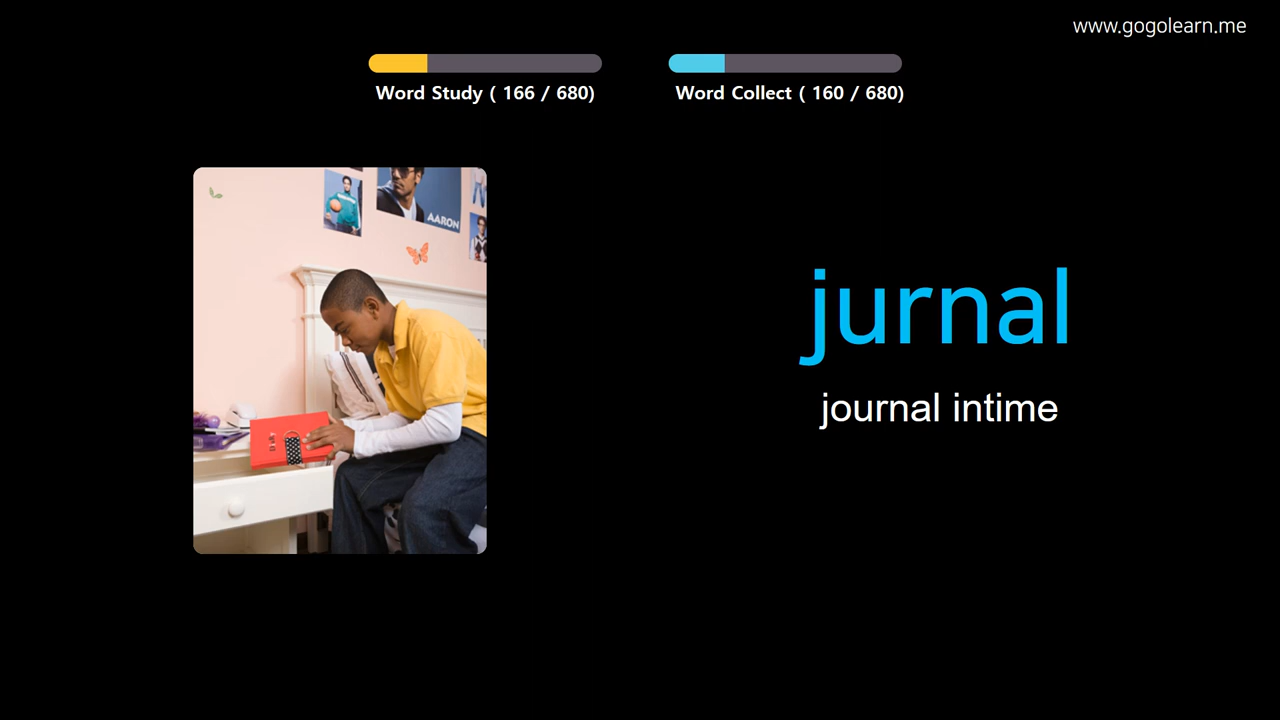 www.gogolearn.me
Word Study ( 166 / 680)
Word Collect ( 160 / 680)
AARON
jurnal
journal intime